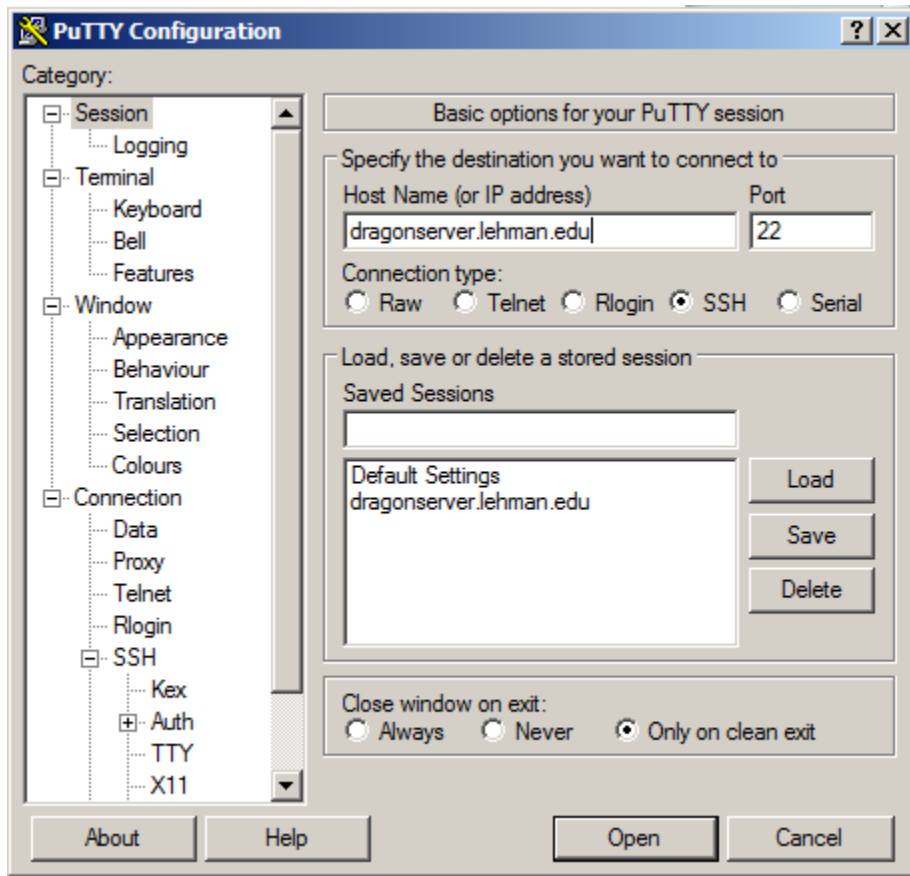 PuTTY Configuration
Category:
Session
Logging
Terminal
Keyboard
Bell
Features
Window
Appearance
Behaviour
Translation
Selection
Colours
Connection
Data
Proxy
Telnet
Rlogin
SSH
Kex
Auth
TTY
X11
Basic options for your PuTTY session
Specify the destination you want to connect to
Host Name (or IP address) Port
dragonserver.lehman.edu 22
Connection type:
Raw Telnet Rlogin SSH Serial
Load, save or delete a stored session
Saved Sessions
Default Settings
dragonserver.lehman.edu
Load
Save
Delete
Close window on exit:
Always Never Only on clean exit
About Help Open Cancel